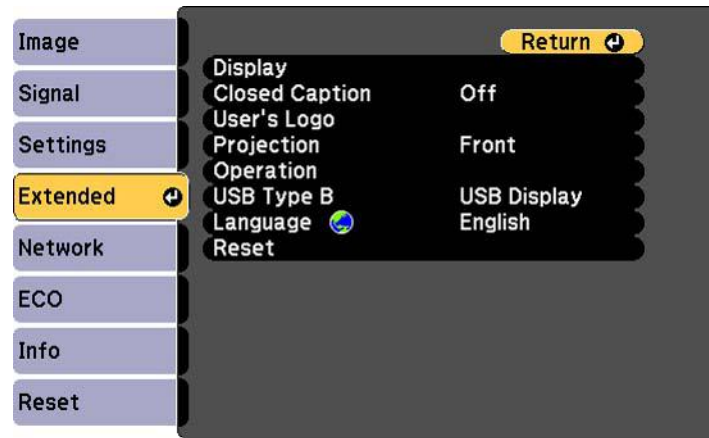 Image
Signal
Settings
Extended
Network
ECO
Info
Reset
Return
Display
Closed Caption Off
User's Logo
Projection Front
Operation
USB Type B USB Display
Language English
Reset